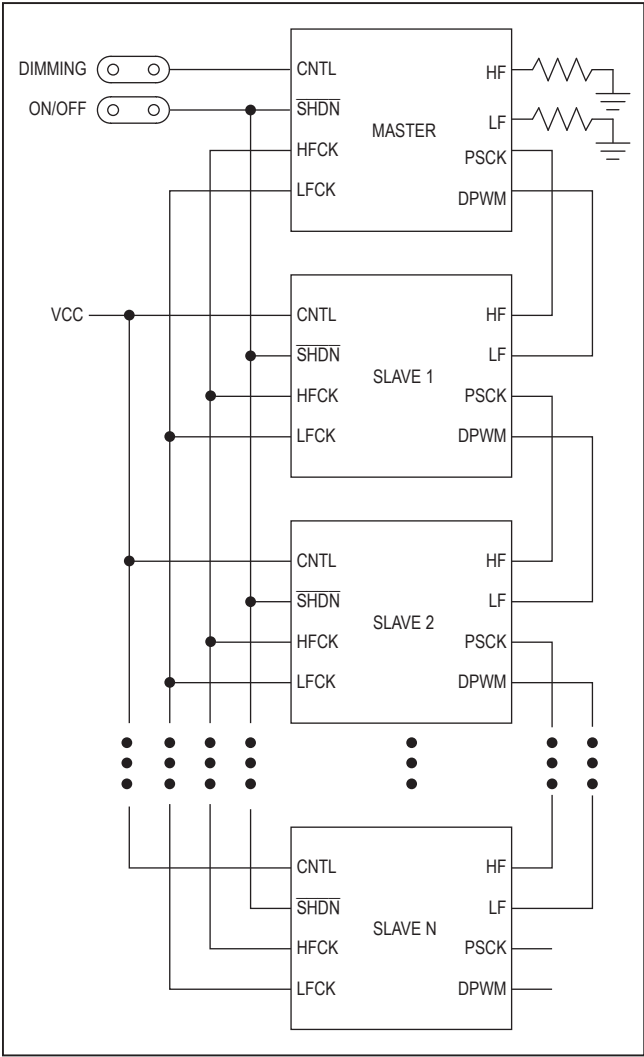 DIMMING
ON/OFF
CNTL
SHDN
HFCK
LFCK
MASTER
HF
LF
PSCK
DPWM
VCC
CNTL
SHDN
HFCK
LFCK
SLAVE 1
HF
LF
PSCK
DPWM
CNTL
SHDN
HFCK
LFCK
SLAVE 2
HF
LF
PSCK
DPWM
CNTL
SHDN
HFCK
LFCK
SLAVE N
HF
LF
PSCK
DPWM